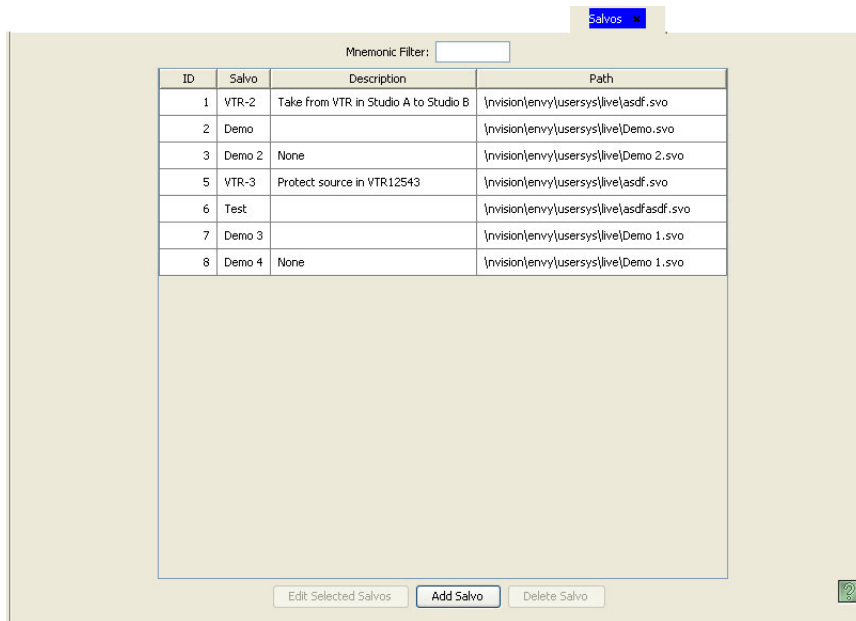 Salvos ×
Mnemonic Filter:
ID Salvo Description Path
1 VTR-2 Take from VTR in Studio A to Studio B \nvision\envy\usersys\live\asdf.svo
2 Demo \nvision\envy\usersys\live\Demo.svo
3 Demo 2 None \nvision\envy\usersys\live\Demo 2.svo
5 VTR-3 Protect source in VTR12543 \nvision\envy\usersys\live\asdf.svo
6 Test \nvision\envy\usersys\live\asdfasdf.svo
7 Demo 3 \nvision\envy\usersys\live\Demo 1.svo
8 Demo 4 None \nvision\envy\usersys\live\Demo 1.svo
Edit Selected Salvos Add Salvo Delete Salvo ?